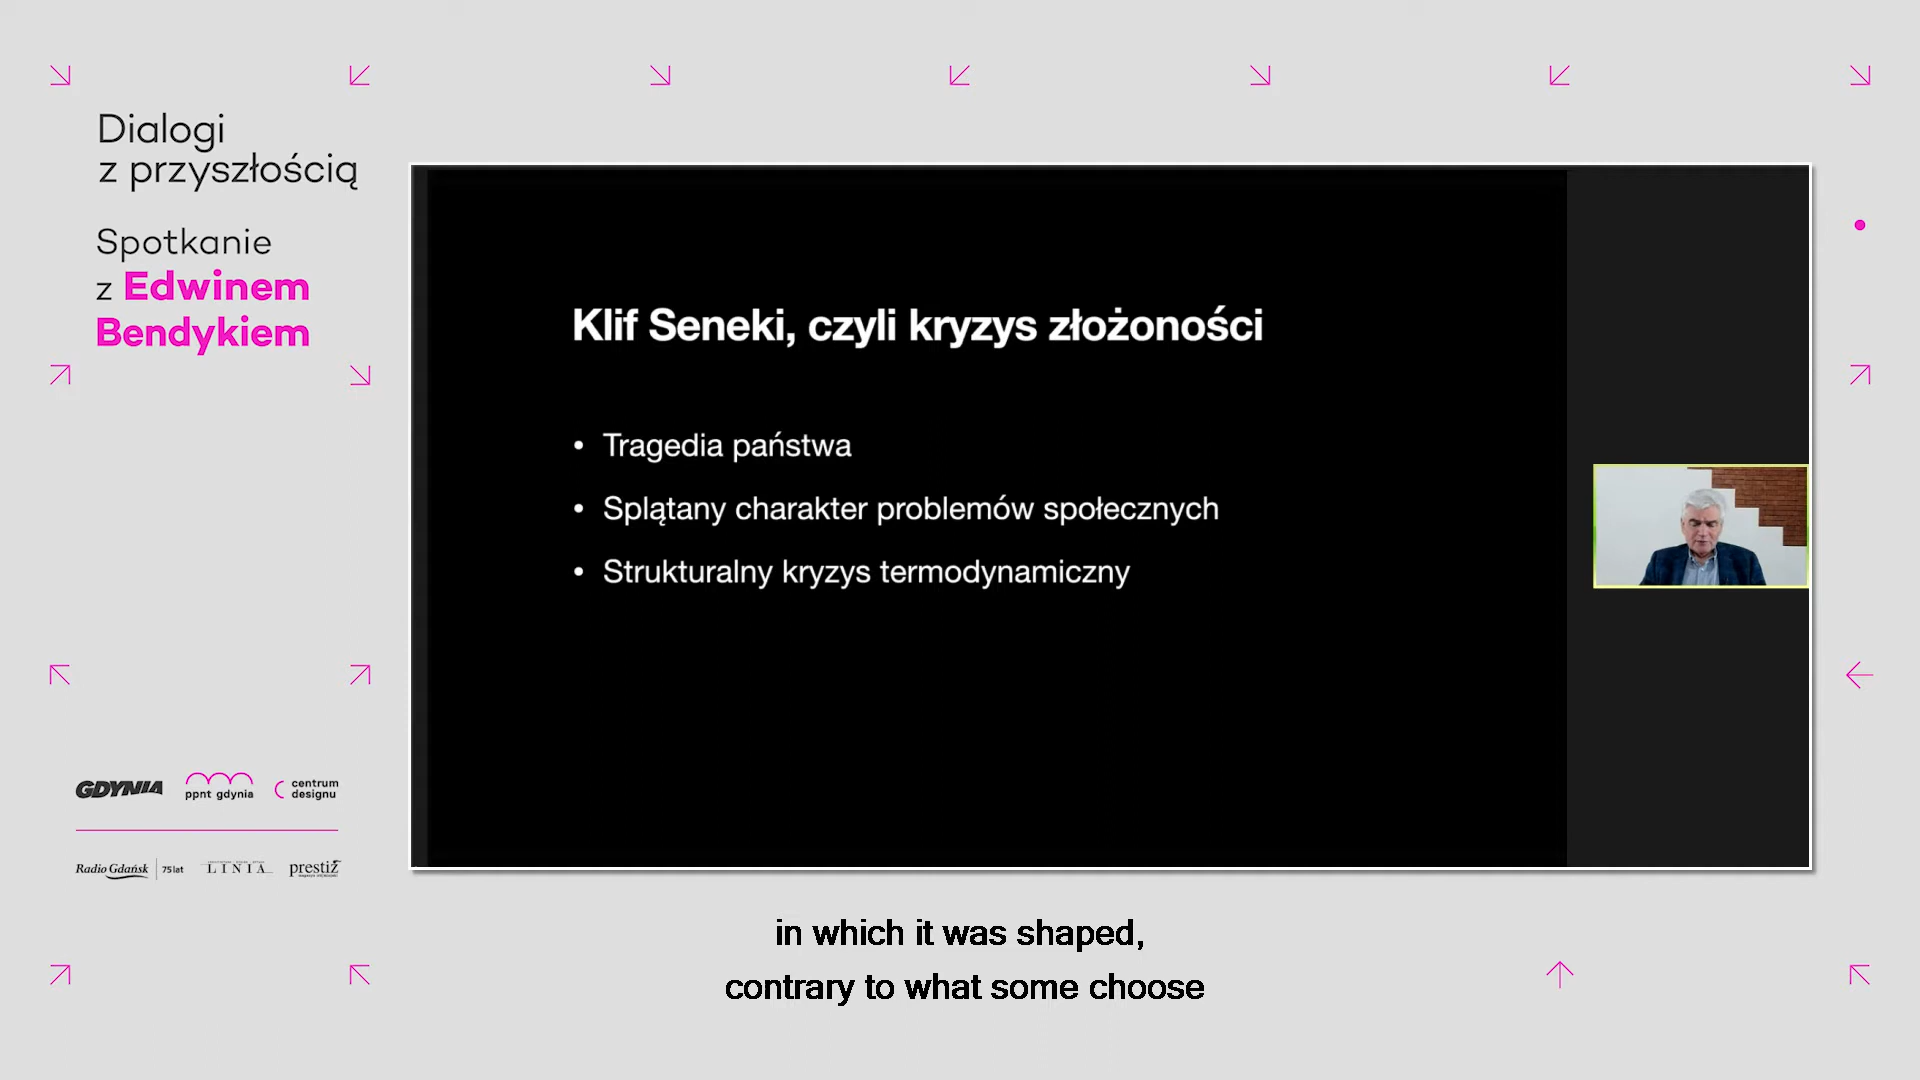 Dialogi
z przyszłością
Spotkanie
z Edwinem
Bendykiem
Klif Seneki, czyli kryzys złożoności
• Tragedia państwa
• Splątany charakter problemów społecznych
• Strukturalny kryzys termodynamiczny
GDYNIA
ppnt gdynia
centrum
designu
Radio Gdańsk
75lat
LINIA
prestiż
in which it was shaped,
contrary to what some choose